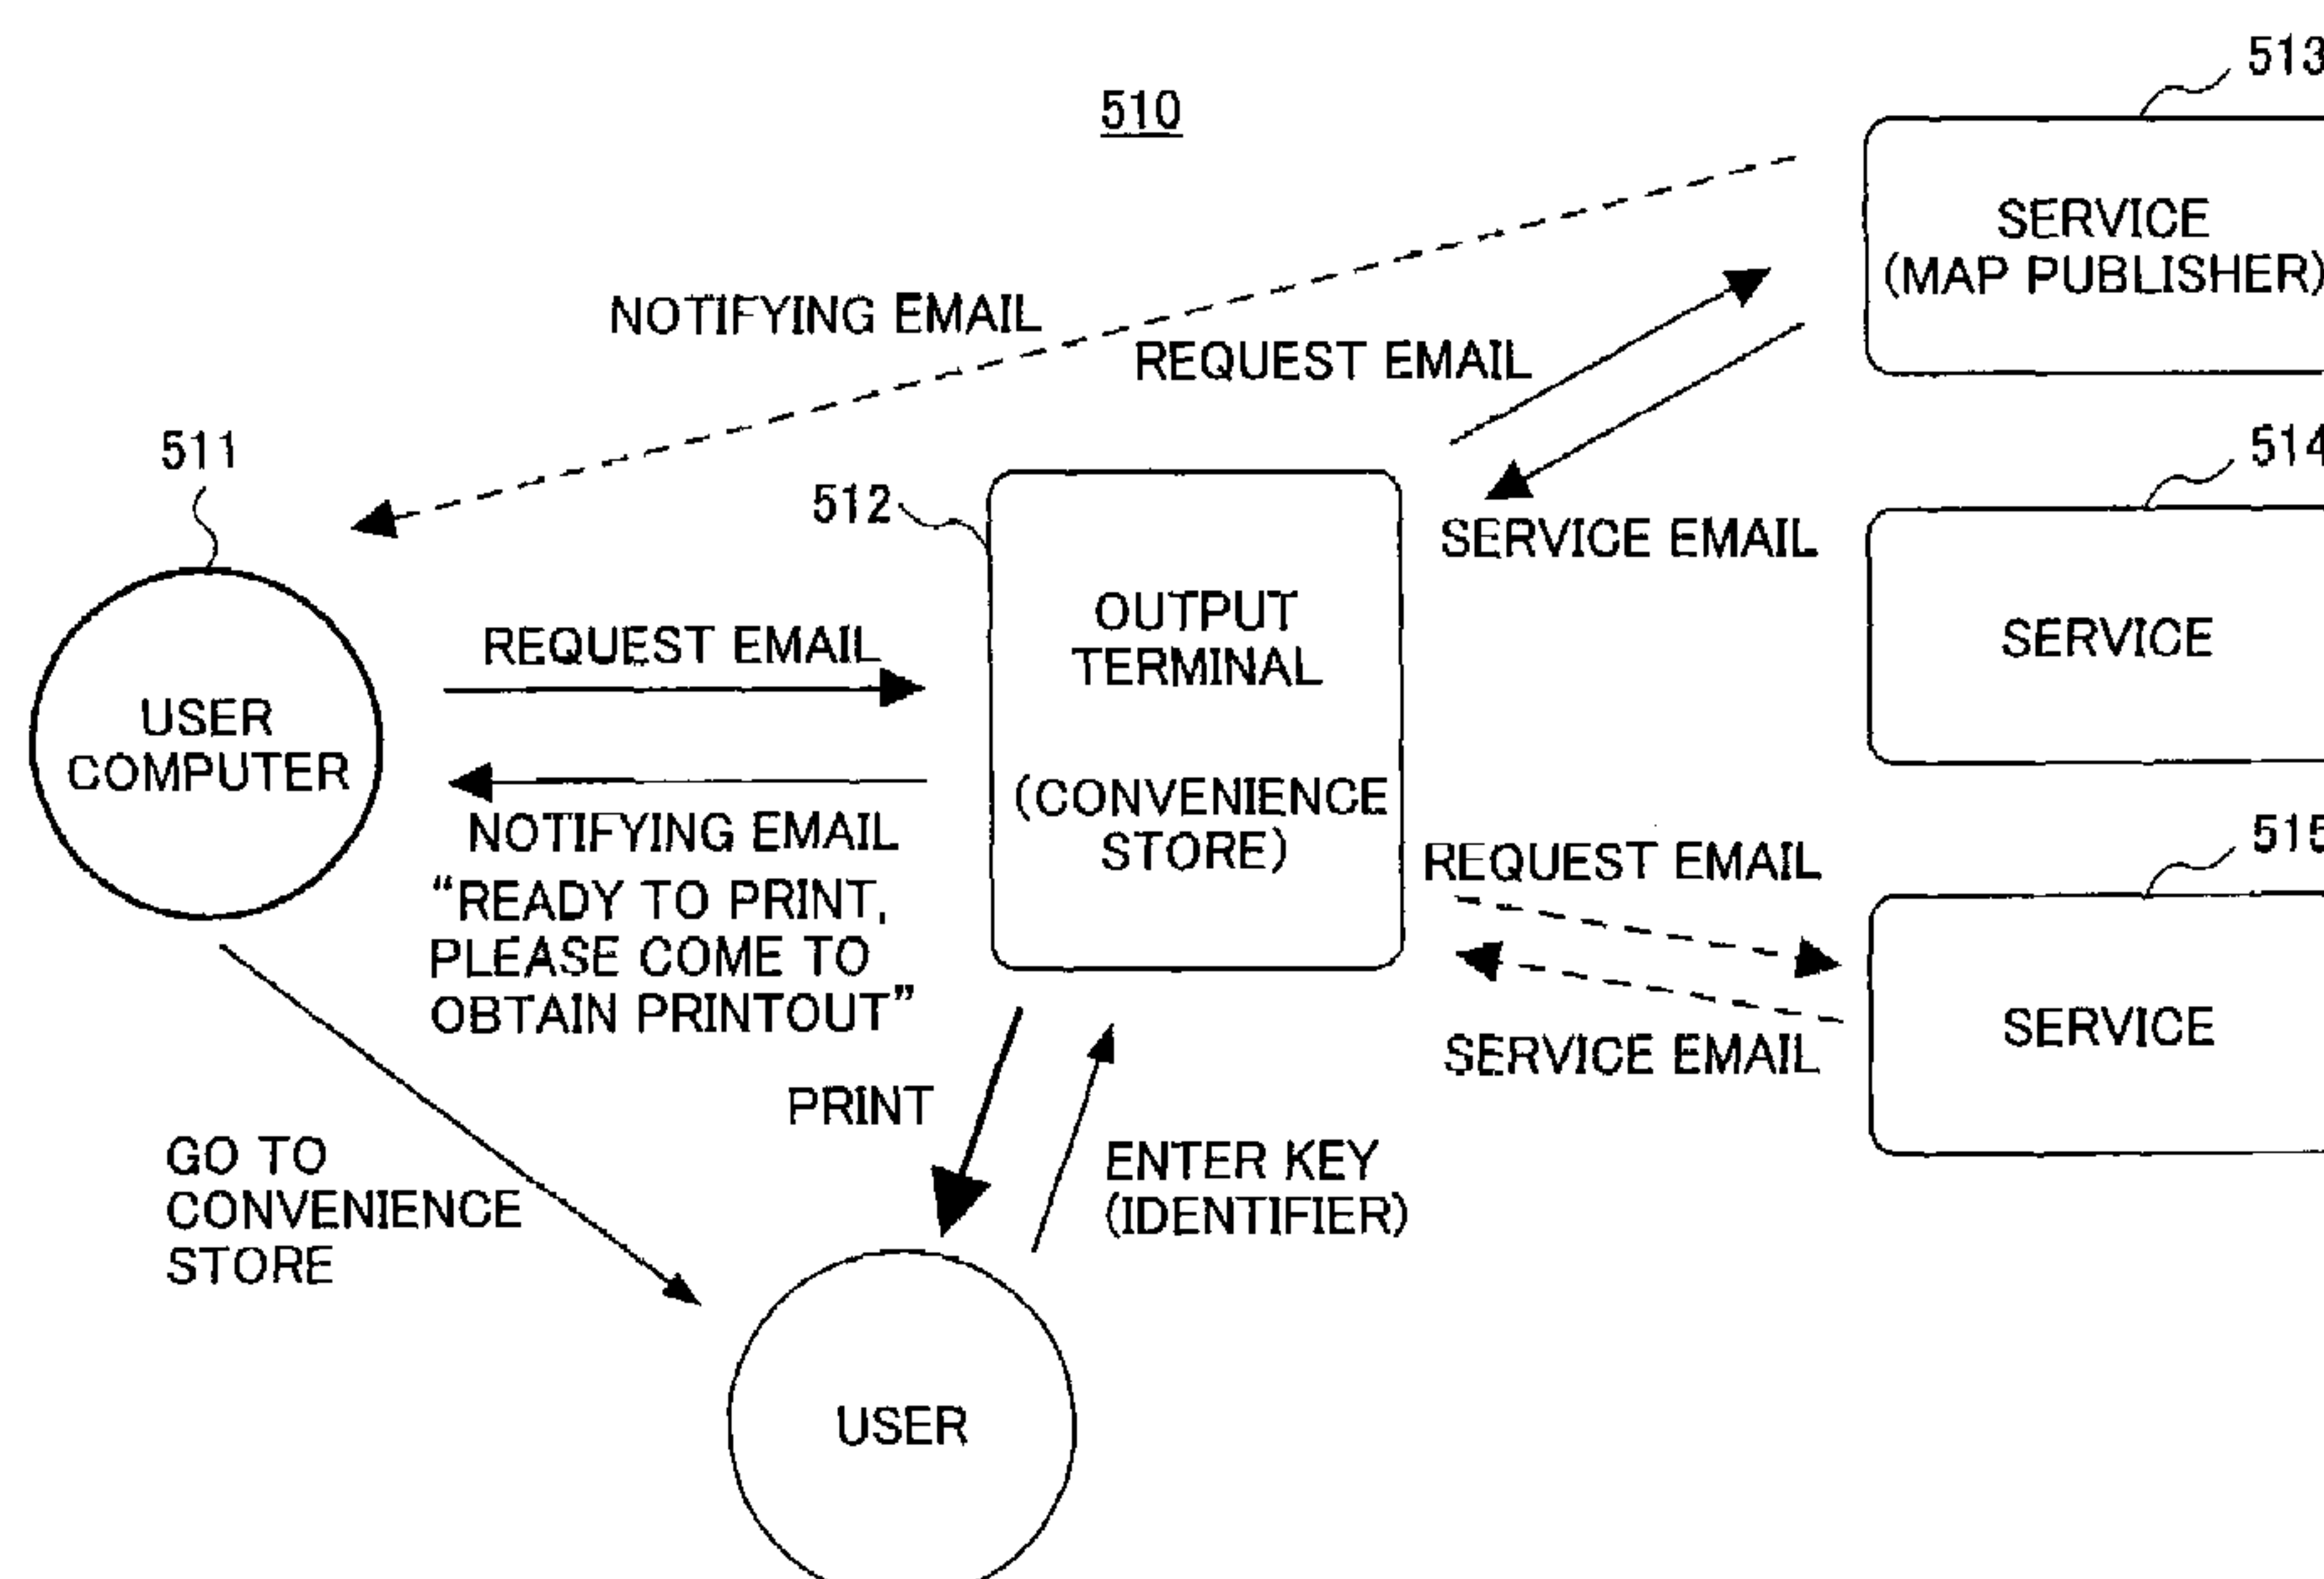 510
513
SERVICE
(MAP PUBLISHER)
NOTIFYING EMAIL
REQUEST EMAIL
511
512
SERVICE EMAIL
514
SERVICE
OUTPUT
TERMINAL
(CONVENIENCE
STORE)
REQUEST EMAIL
USER
COMPUTER
NOTIFYING EMAIL
“READY TO PRINT,
PLEASE COME TO
OBTAIN PRINTOUT”
515
REQUEST EMAIL
SERVICE EMAIL
SERVICE
PRINT
ENTER KEY
(IDENTIFIER)
GO TO
CONVENIENCE
STORE
USER